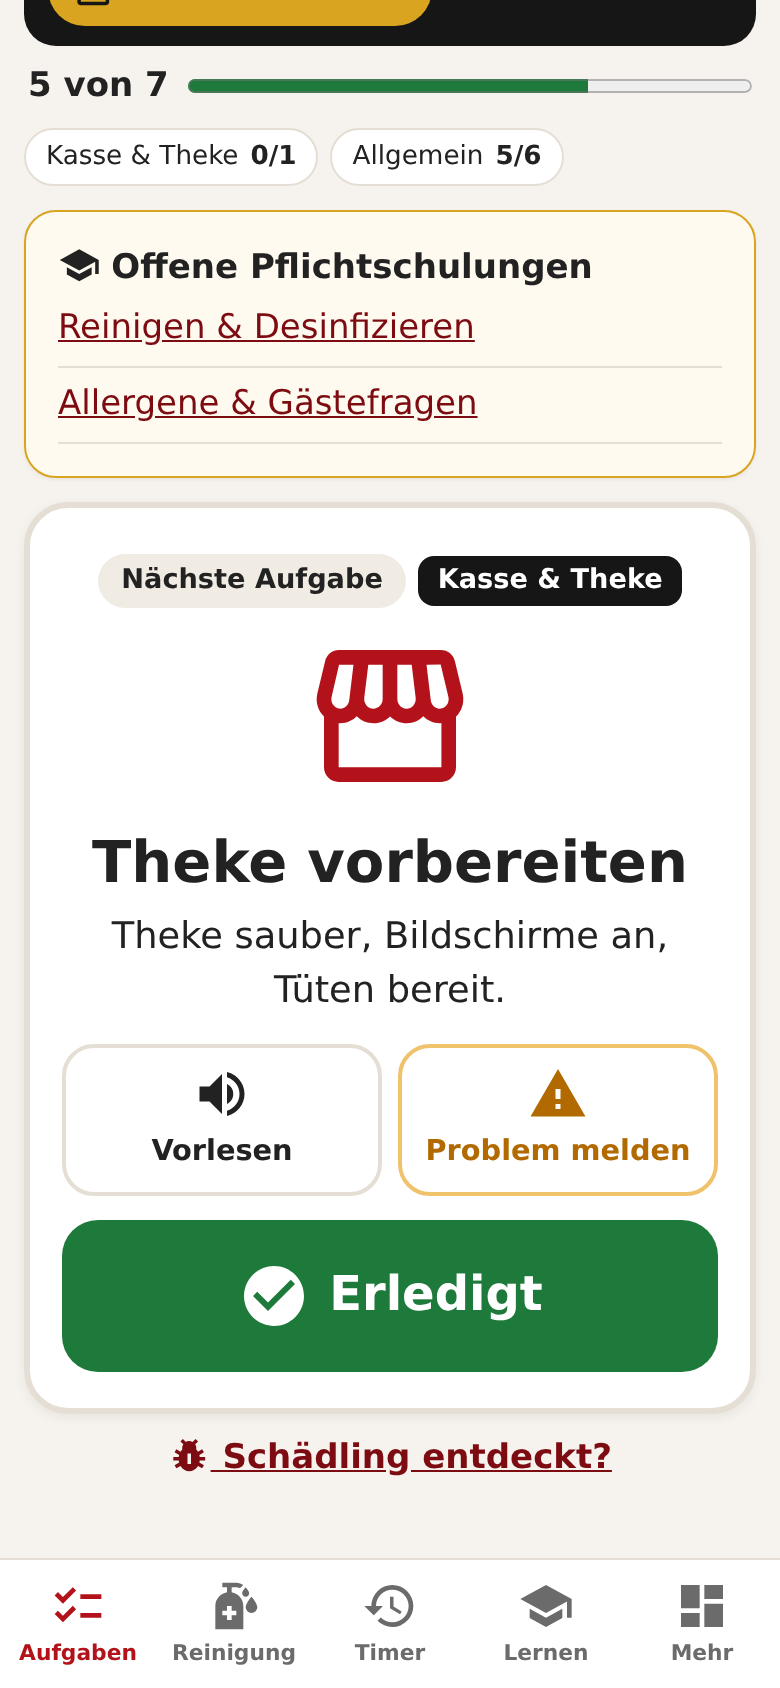 5 von 7
Kasse & Theke 0/1
Allgemein 5/6
Offene Pflichtschulungen
Reinigen & Desinfizieren
Allergene & Gästefragen
Nächste Aufgabe
Kasse & Theke
Theke vorbereiten
Theke sauber, Bildschirme an,
Tüten bereit.
Vorlesen
Problem melden
Erledigt
Schädling entdeckt?
Aufgaben
Reinigung
Timer
Lernen
Mehr